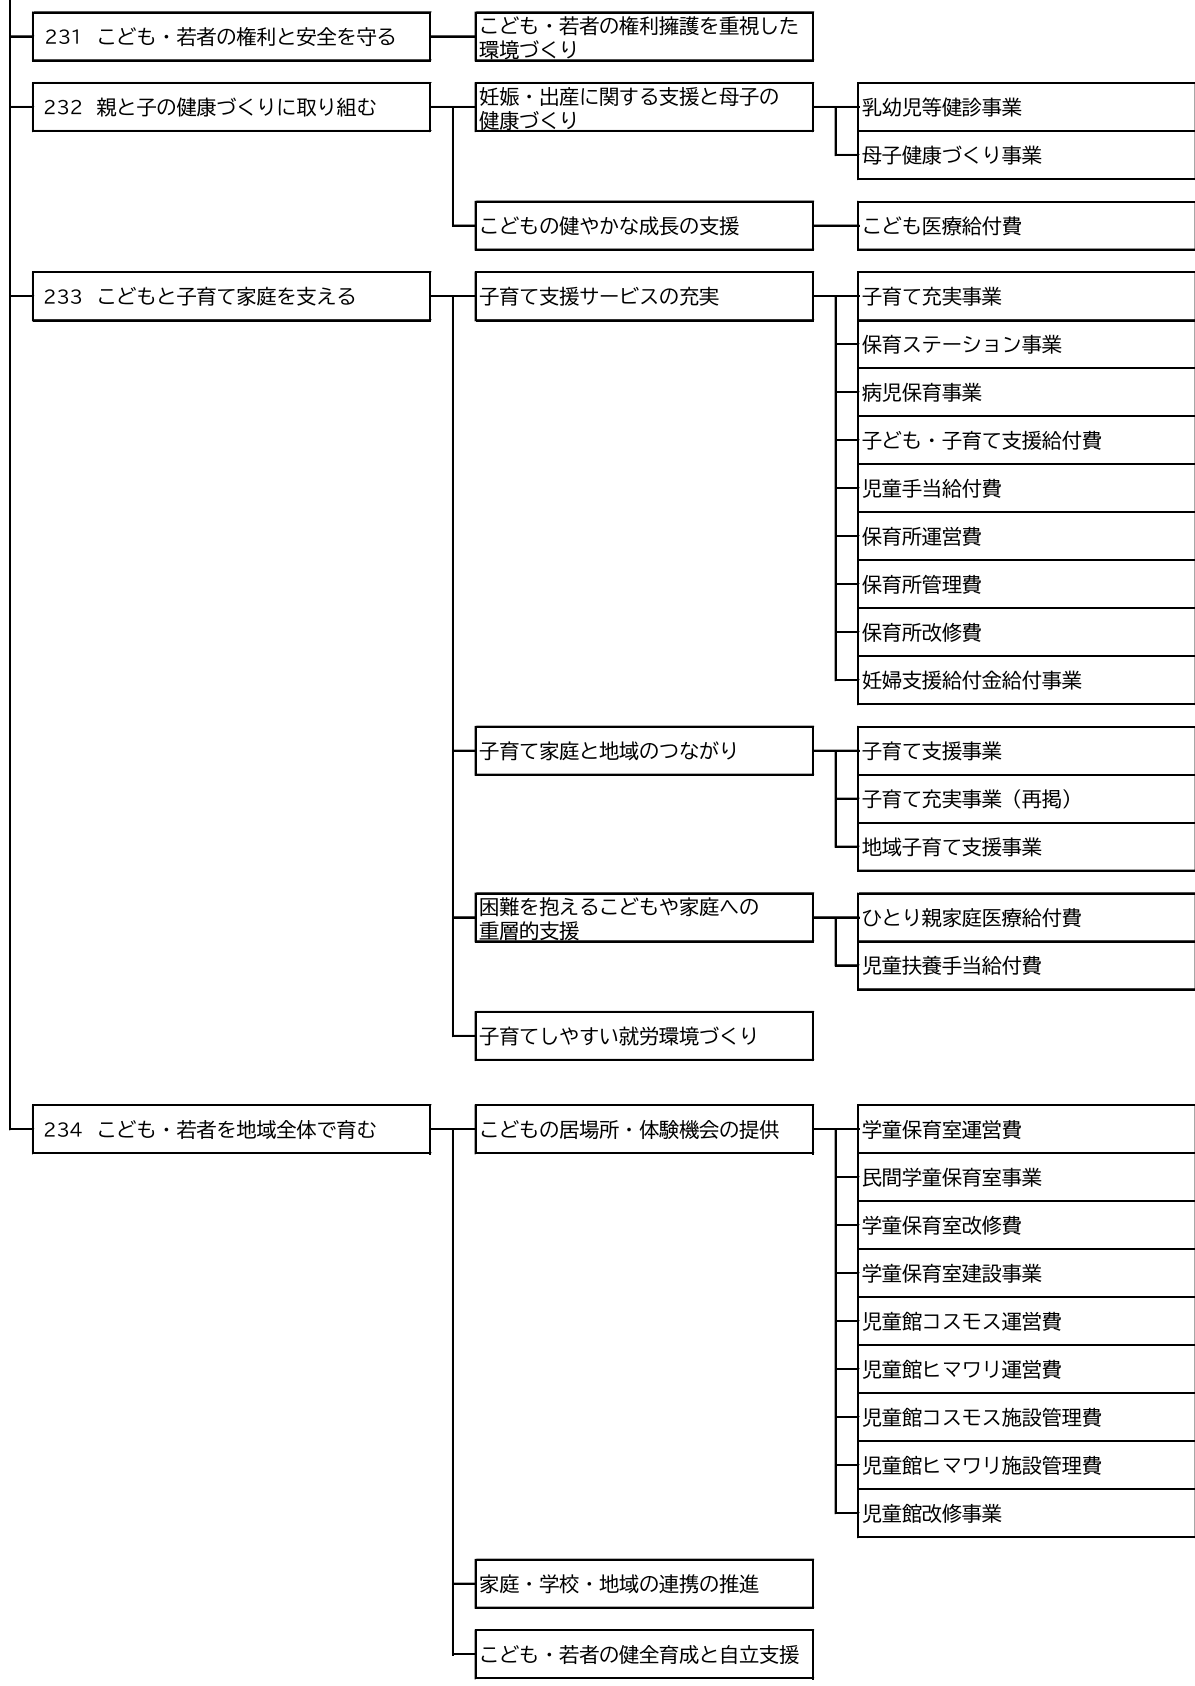 231 こども・若者の権利と安全を守る
こども・若者の権利擁護を重視した
環境づくり
232 親と子の健康づくりに取り組む
妊娠・出産に関する支援と母子の
健康づくり
乳幼児等健診事業
母子健康づくり事業
こどもの健やかな成長の支援
こども医療給付費
233 こどもと子育て家庭を支える
子育て支援サービスの充実
子育て充実事業
保育ステーション事業
病児保育事業
子ども・子育て支援給付費
児童手当給付費
保育所運営費
保育所管理費
保育所改修費
妊婦支援給付金給付事業
子育て家庭と地域のつながり
子育て支援事業
子育て充実事業（再掲）
地域子育て支援事業
困難を抱えるこどもや家庭への
重層的支援
ひとり親家庭医療給付費
児童扶養手当給付費
子育てしやすい就労環境づくり
234 こども・若者を地域全体で育む
こどもの居場所・体験機会の提供
学童保育室運営費
民間学童保育室事業
学童保育室改修費
学童保育室建設事業
児童館コスモス運営費
児童館ヒマワリ運営費
児童館コスモス施設管理費
児童館ヒマワリ施設管理費
児童館改修事業
家庭・学校・地域の連携の推進
こども・若者の健全育成と自立支援